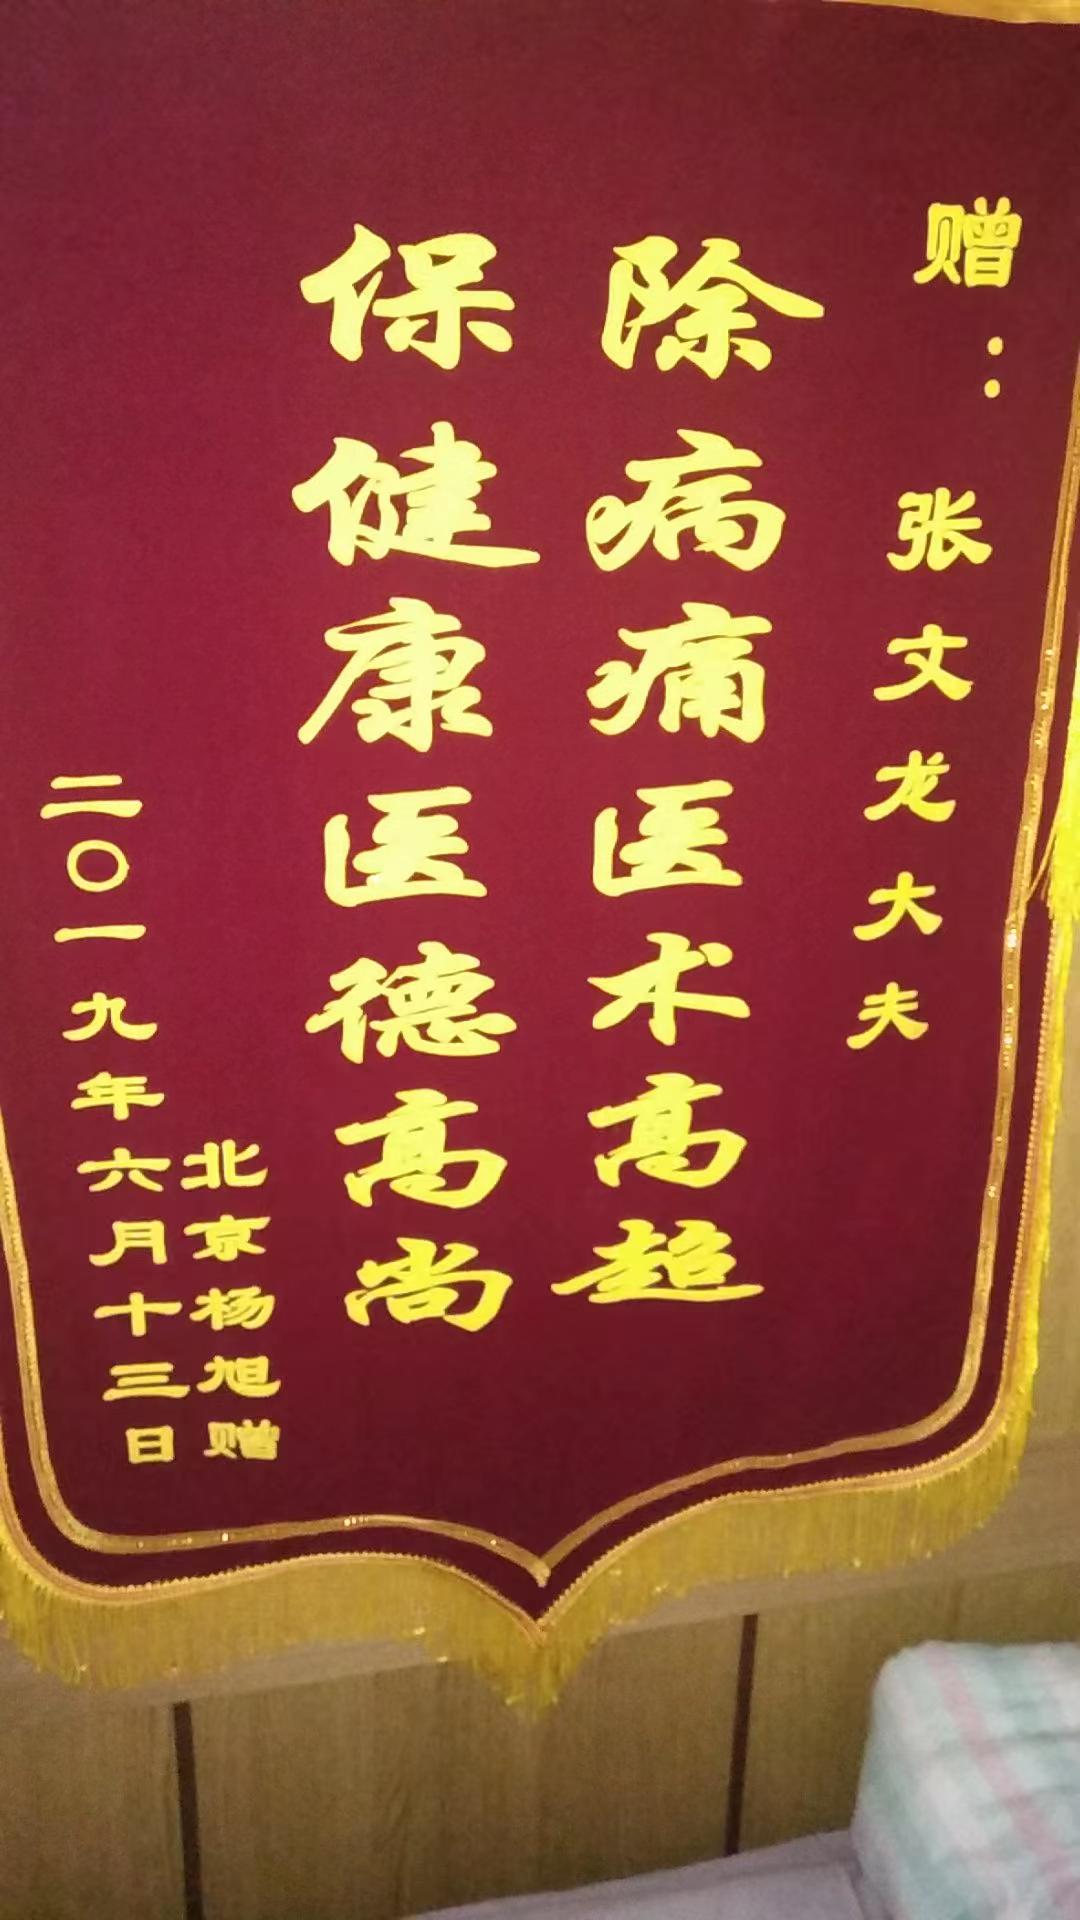 赠：张文龙大夫
除病痛医术高超
保健康医德高尚
北京杨旭赠
二〇一九年六月十三日